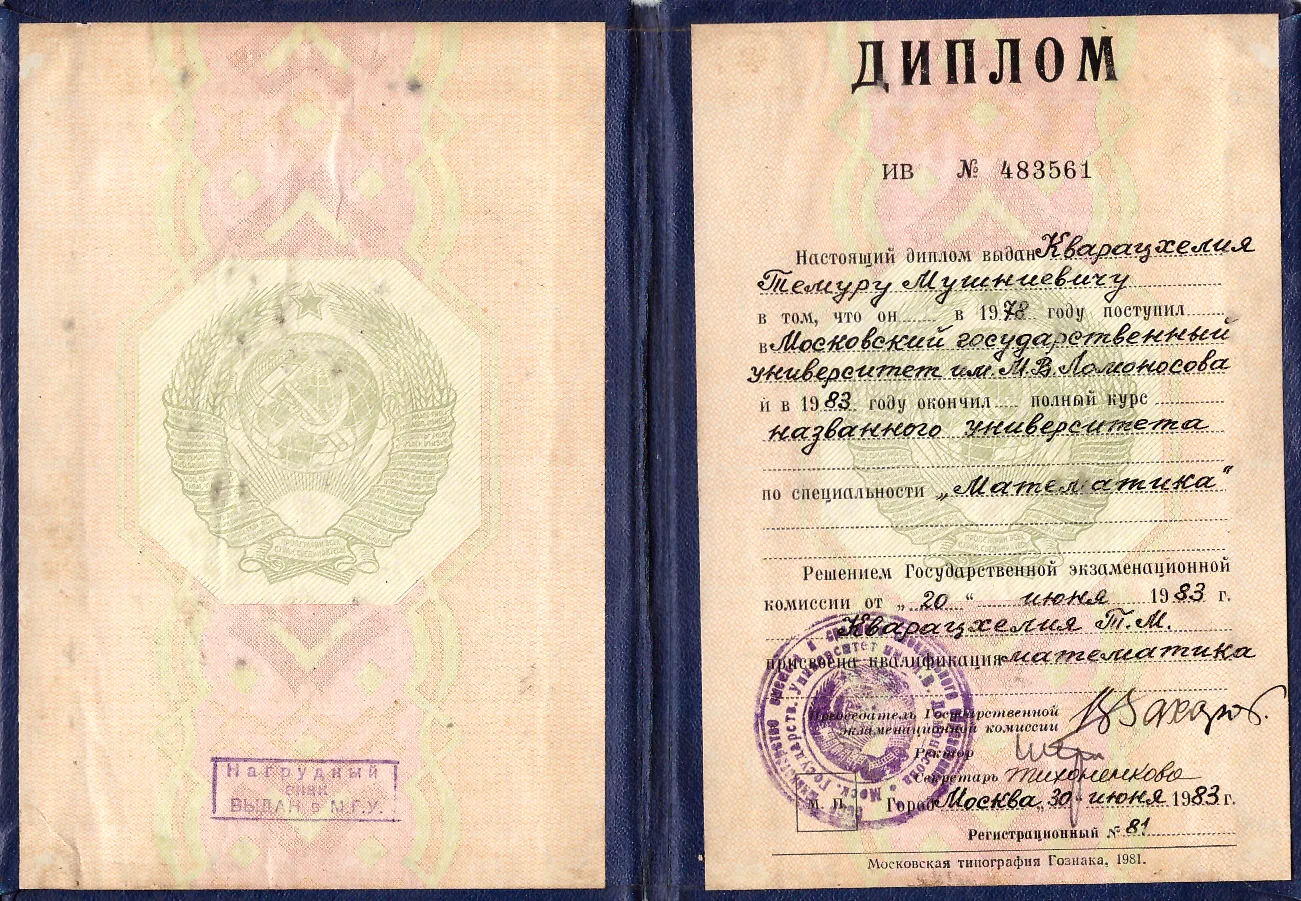 Нагрудный
знак
ВЫДАН в М.Г.У.
ДИПЛОМ
ИВ № 483561
Настоящий диплом выдан Кварацхелия
Темуру Мушниевичу
в том, что он в 1978 году поступил
в Московский государственный
университет им. М.В. Ломоносова
и в 1983 году окончил полный курс
названного университета
по специальности „Математика“
Решением Государственной экзаменационной
комиссии от „20“ июня 1983 г.
Кварацхелия Т.М.
присвоена квалификация математика
Председатель Государственной
экзаменационной комиссии
Ректор
Секретарь Тихоненкова
М. П. Город Москва „30“ июня 1983 г.
Регистрационный № 81
Московская типография Гознака, 1981.